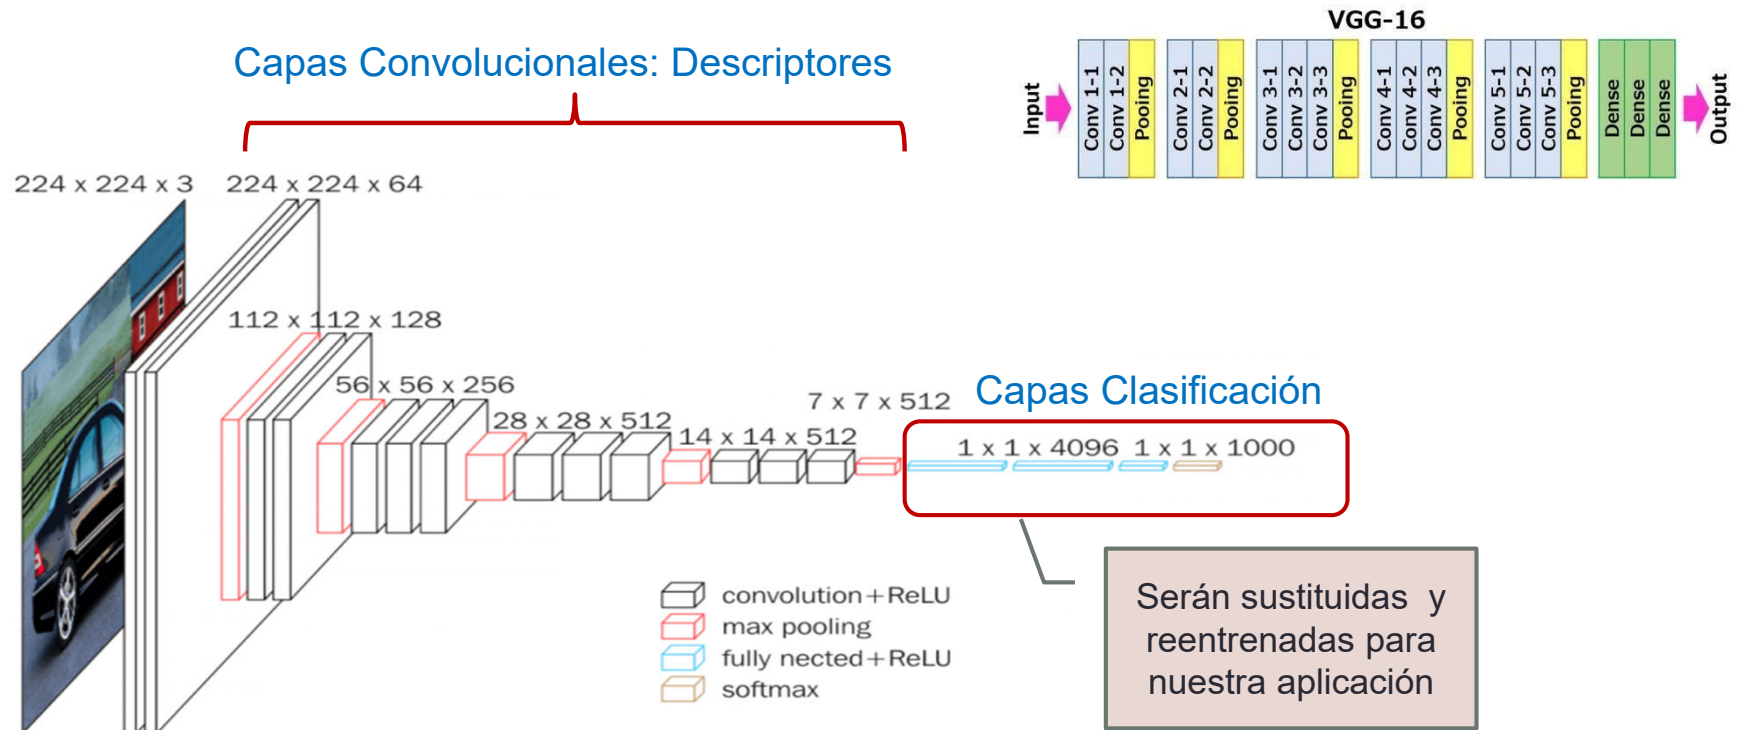 VGG-16
Capas Convolucionales: Descriptores
Input
Conv 1-1
Conv 1-2
Pooing
Conv 2-1
Conv 2-2
Pooing
Conv 3-1
Conv 3-2
Conv 3-3
Pooing
Conv 4-1
Conv 4-2
Conv 4-3
Pooing
Conv 5-1
Conv 5-2
Conv 5-3
Pooing
Dense
Dense
Dense
Output
224 x 224 x 3
224 x 224 x 64
112 x 112 x 128
56 x 56 x 256
28 x 28 x 512
14 x 14 x 512
7 x 7 x 512
Capas Clasificación
1 x 1 x 4096
1 x 1 x 1000
convolution+ReLU
max pooling
fully nected+ReLU
softmax
Serán sustituidas y
reentrenadas para
nuestra aplicación